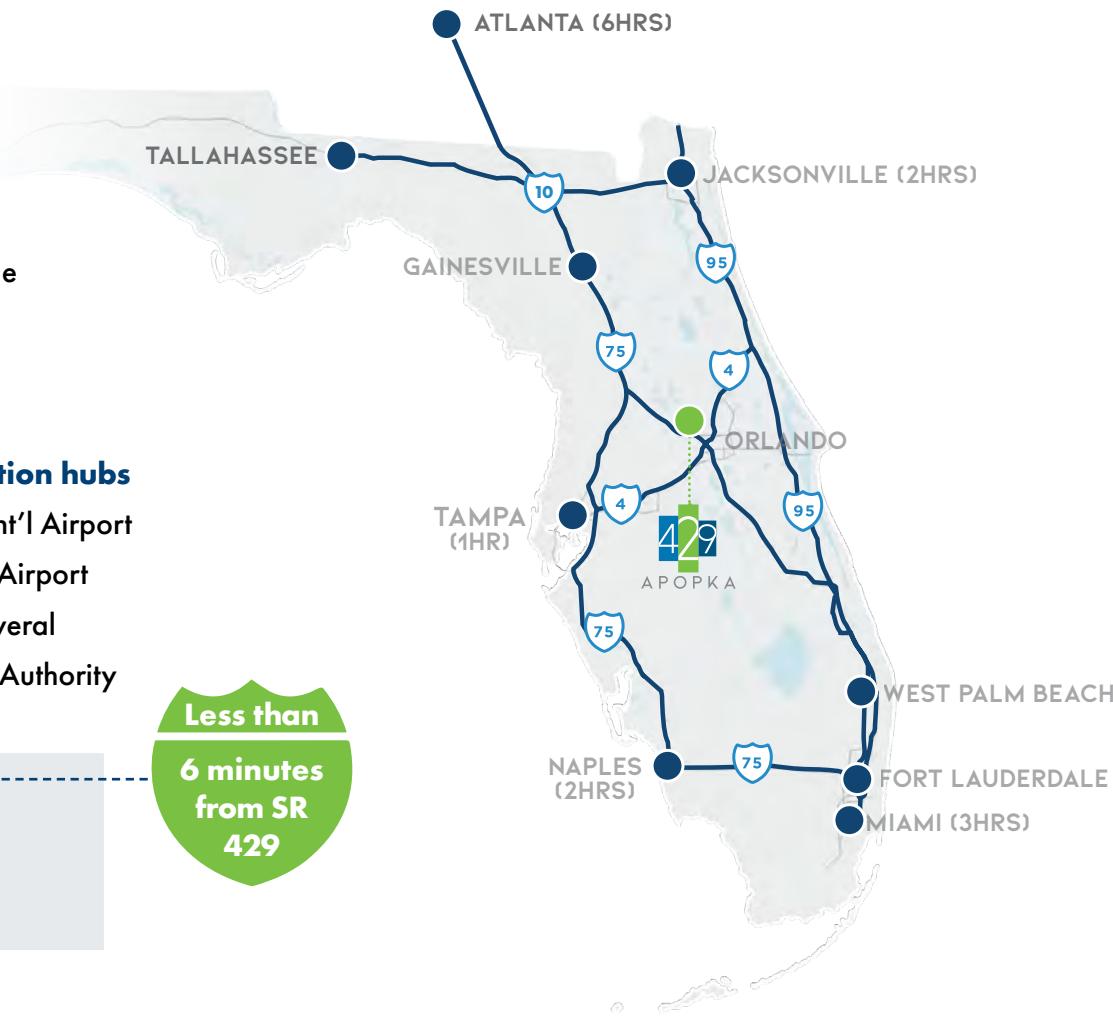 ATLANTA (6HRS)
TALLAHASSEE
JACKSONVILLE (2HRS)
10
GAINESVILLE
95
e
75
4
ORLANDO
tion hubs
nt'l Airport
Airport
veral
Authority
4
95
TAMPA
(1HR)
429
APOPKA
75
Less than
6 minutes
from SR
429
WEST PALM BEACH
NAPLES
(2HRS)
75
FORT LAUDERDALE
MIAMI (3HRS)